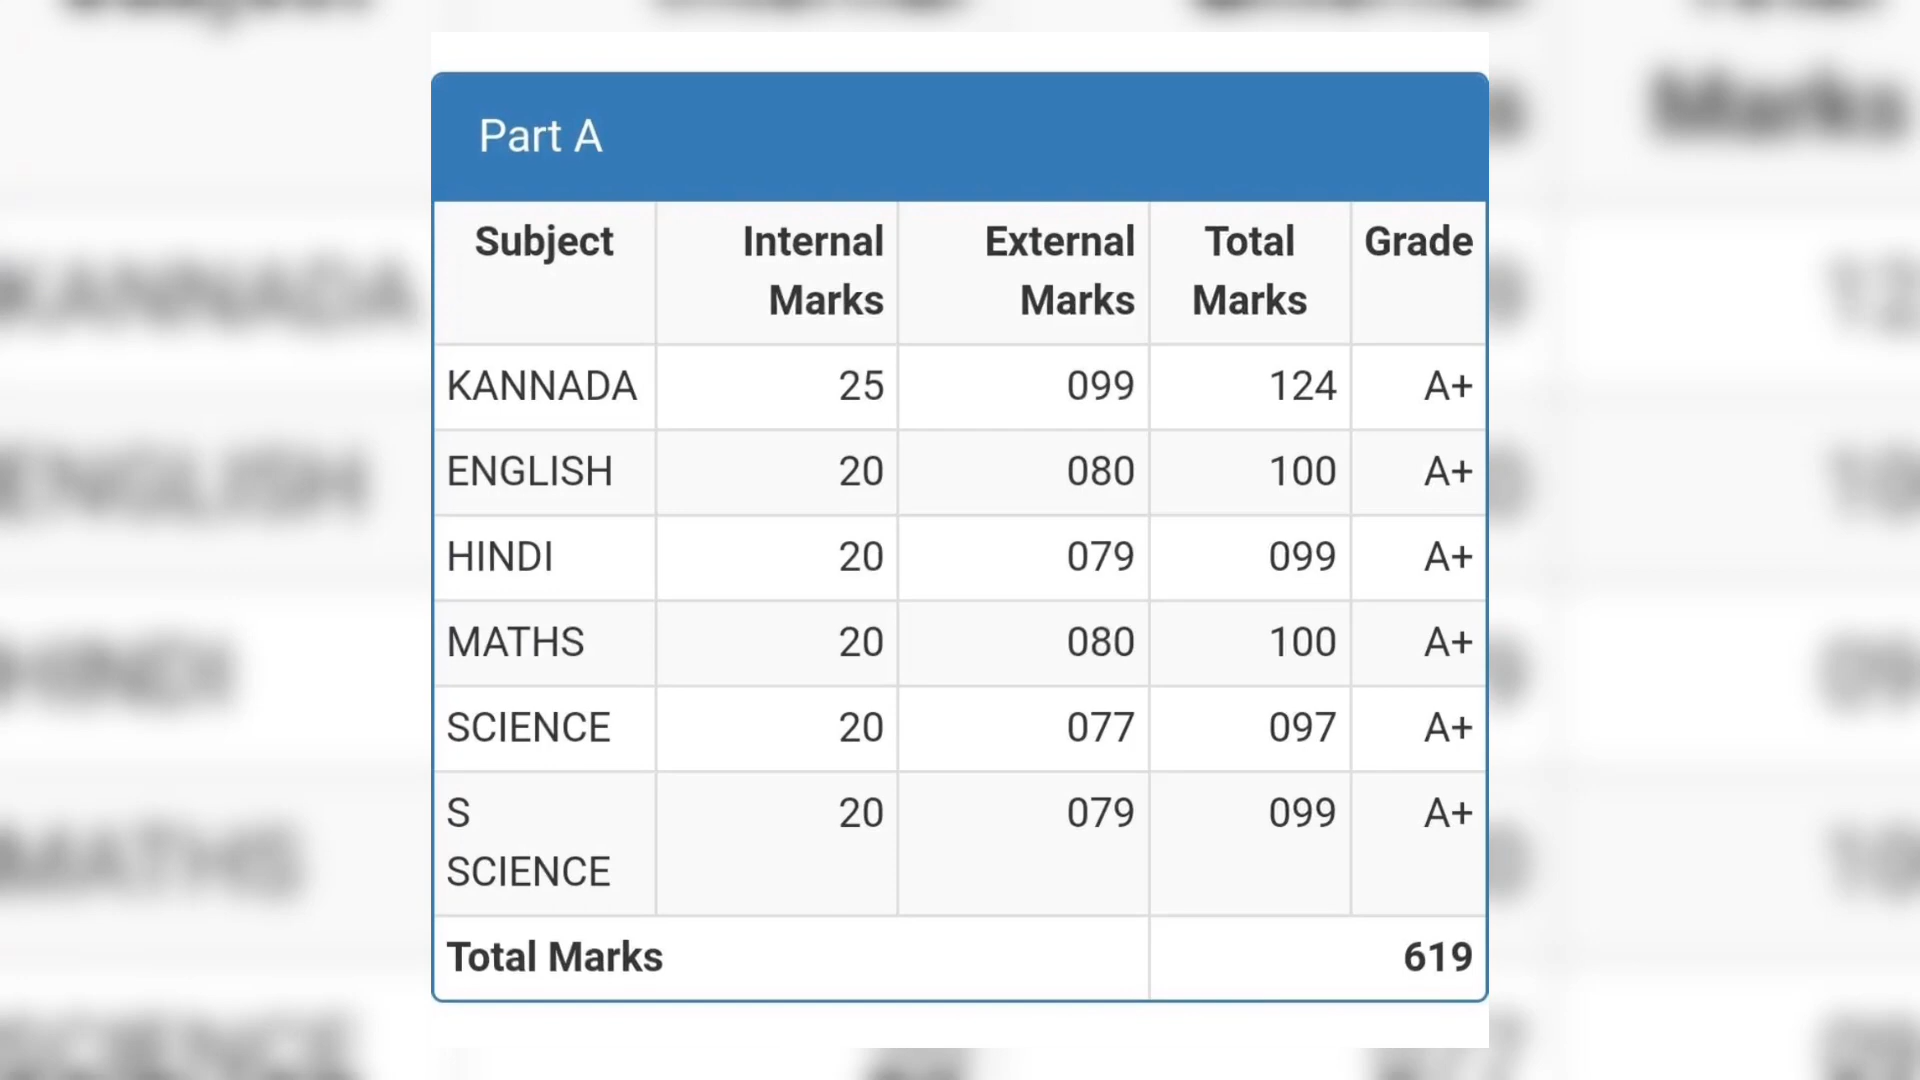 Part A
Subject Internal Marks External Marks Total Marks Grade
KANNADA 25 099 124 A+
ENGLISH 20 080 100 A+
HINDI 20 079 099 A+
MATHS 20 080 100 A+
SCIENCE 20 077 097 A+
S SCIENCE 20 079 099 A+
Total Marks 619